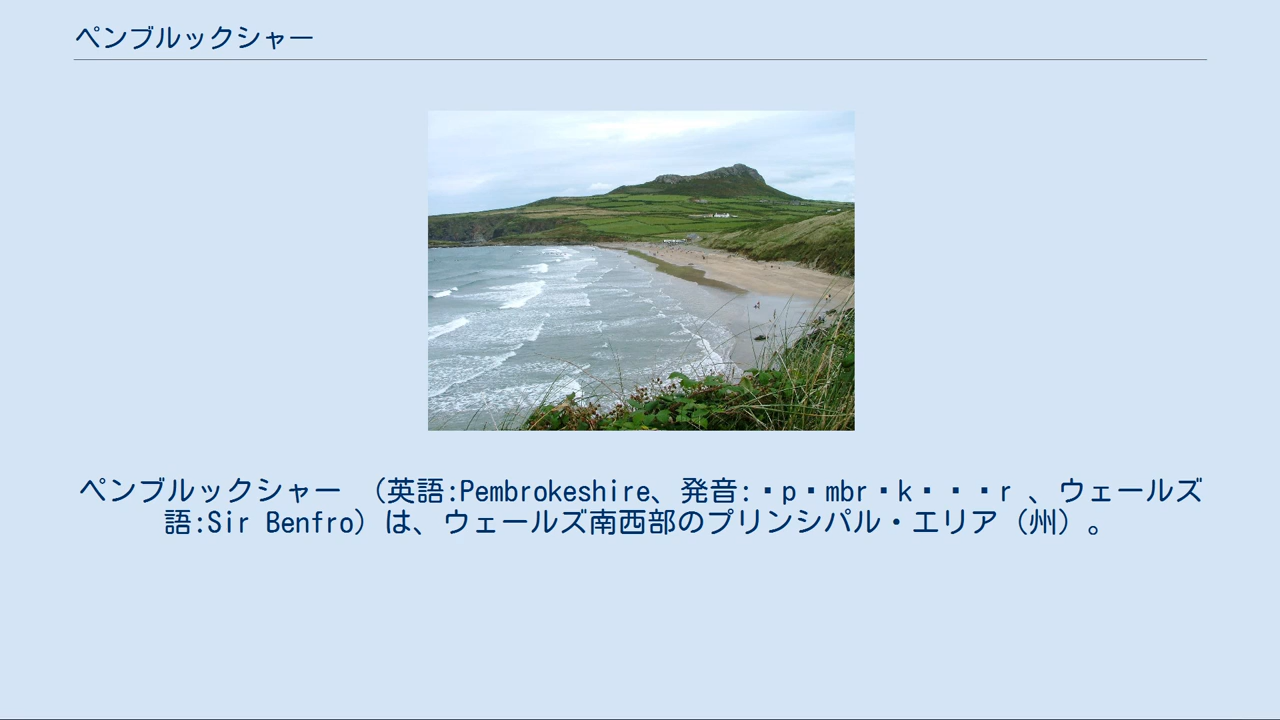 ペンブルックシャー
ペンブルックシャー （英語:Pembrokeshire、発音:・p・mbr・k・・・r 、ウェールズ
語:Sir Benfro）は、ウェールズ南西部のプリンシパル・エリア（州）。